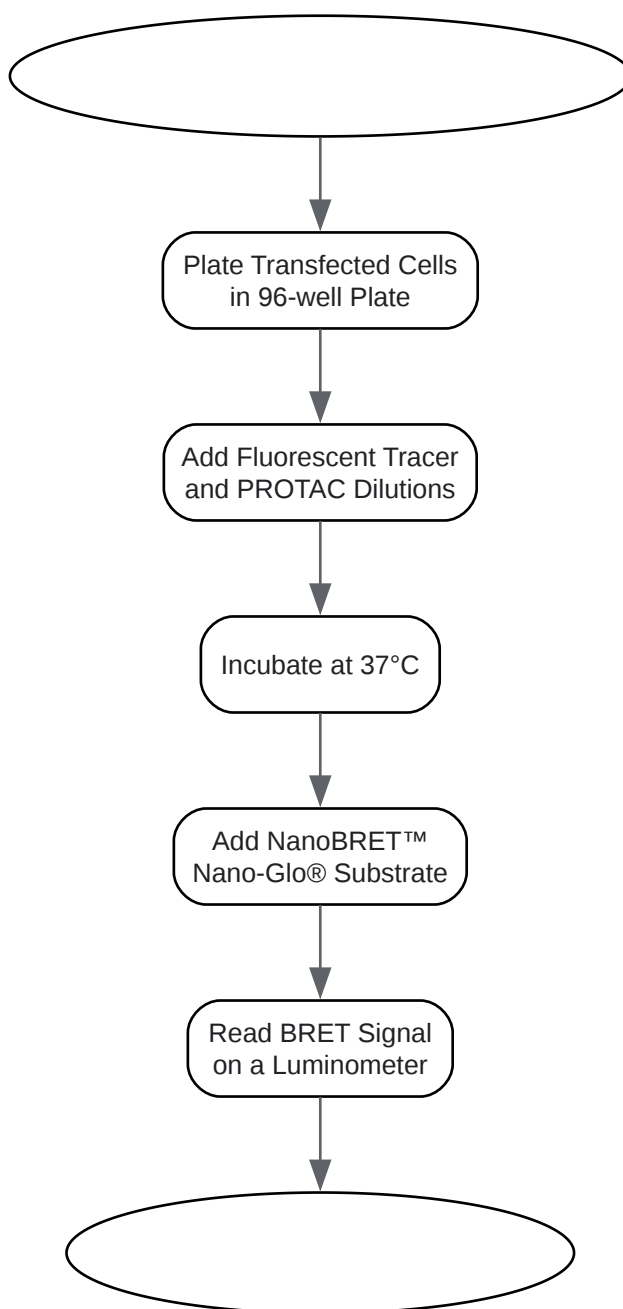 Plate Transfected Cells
in 96-well Plate
Add Fluorescent Tracer
and PROTAC Dilutions
Incubate at 37°C
Add NanoBRET™
Nano-Glo® Substrate
Read BRET Signal
on a Luminometer